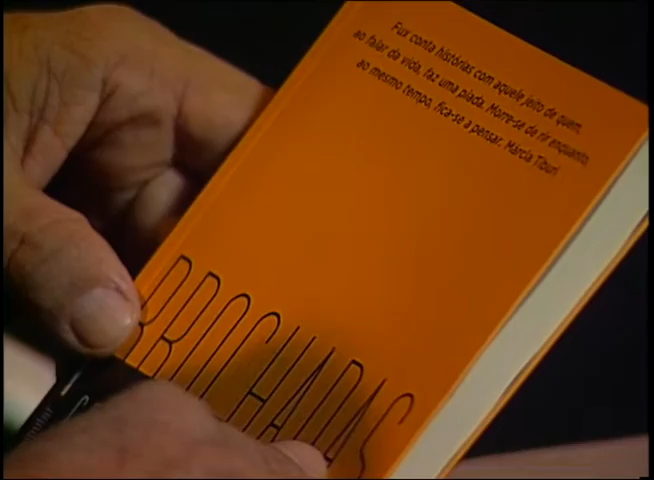 Fux conta histórias com aquele jeito de quem,
ao falar da vida, faz uma piada. Morre-se de rir enquanto
ao mesmo tempo, fica-se a pensar. Márcia Tiburi
BROCHADAS